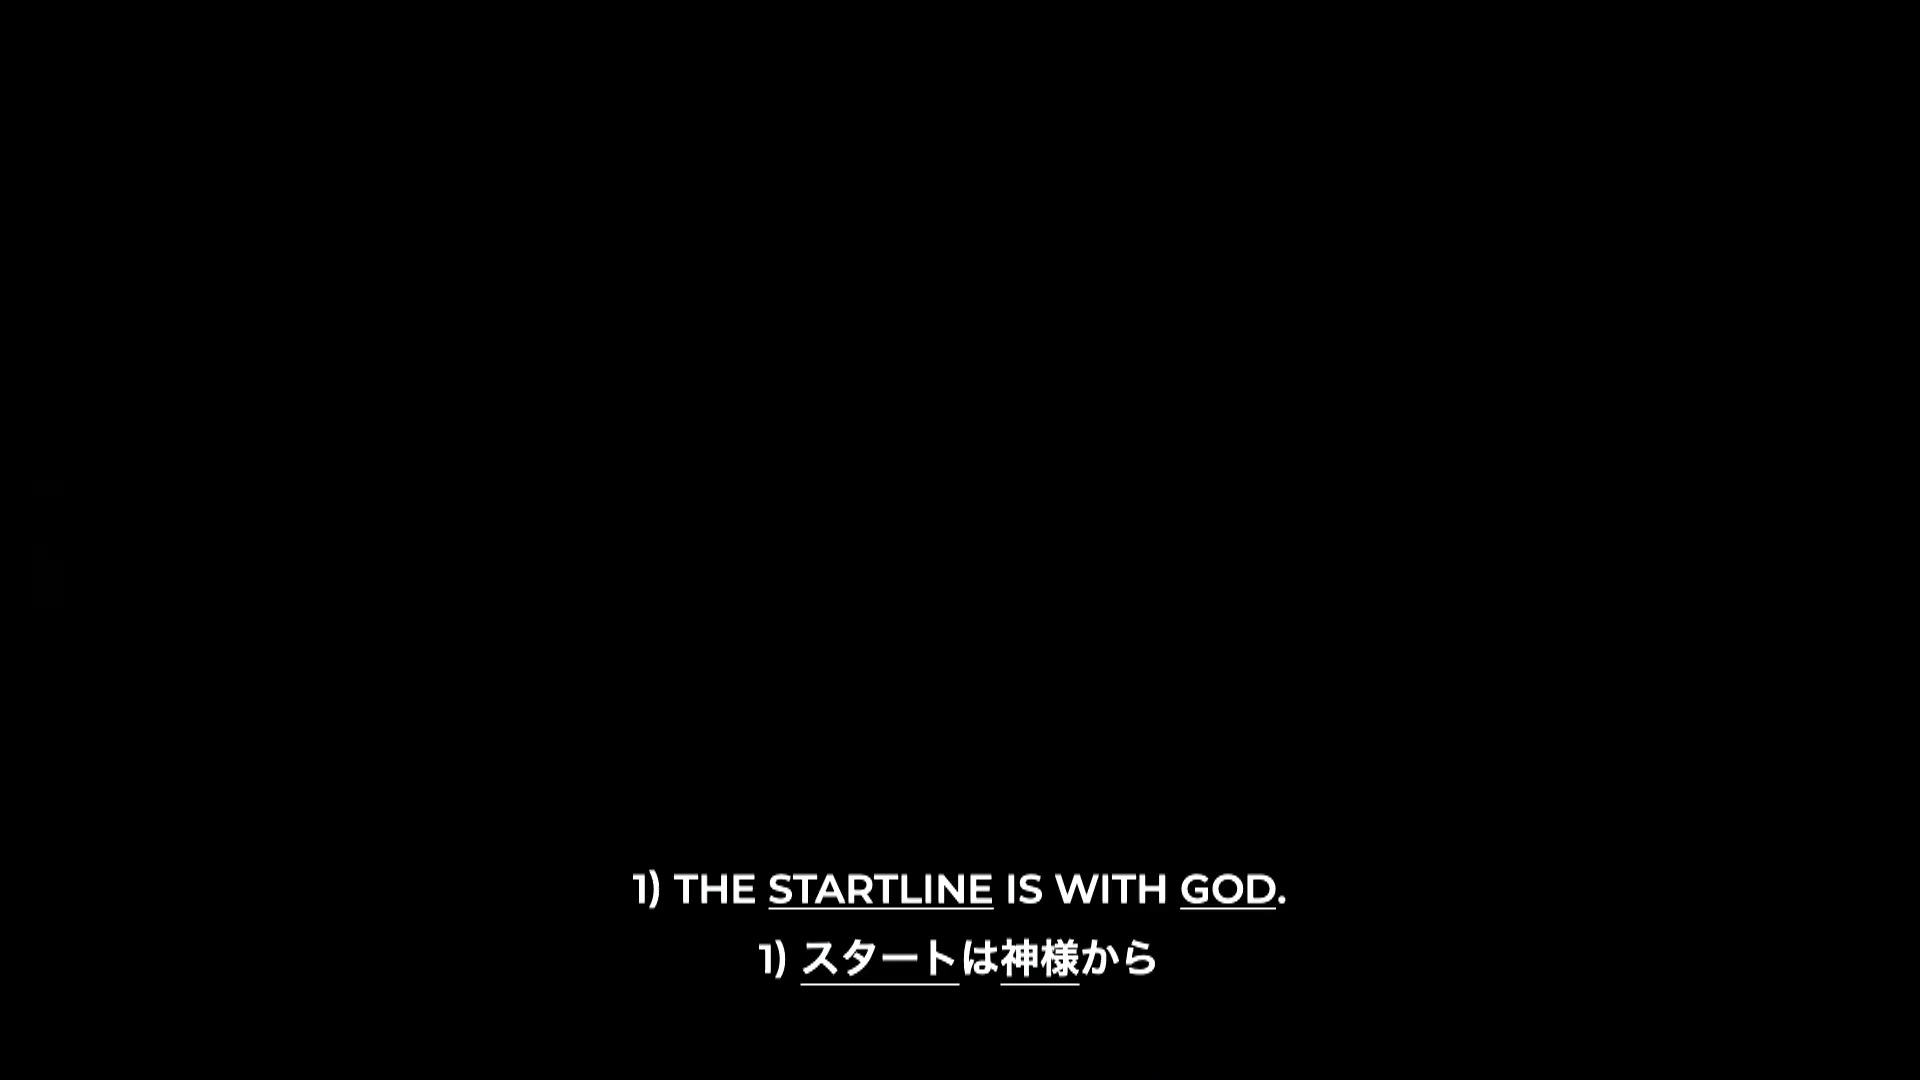 1) THE STARTLINE IS WITH GOD.
1) スタートは神様から